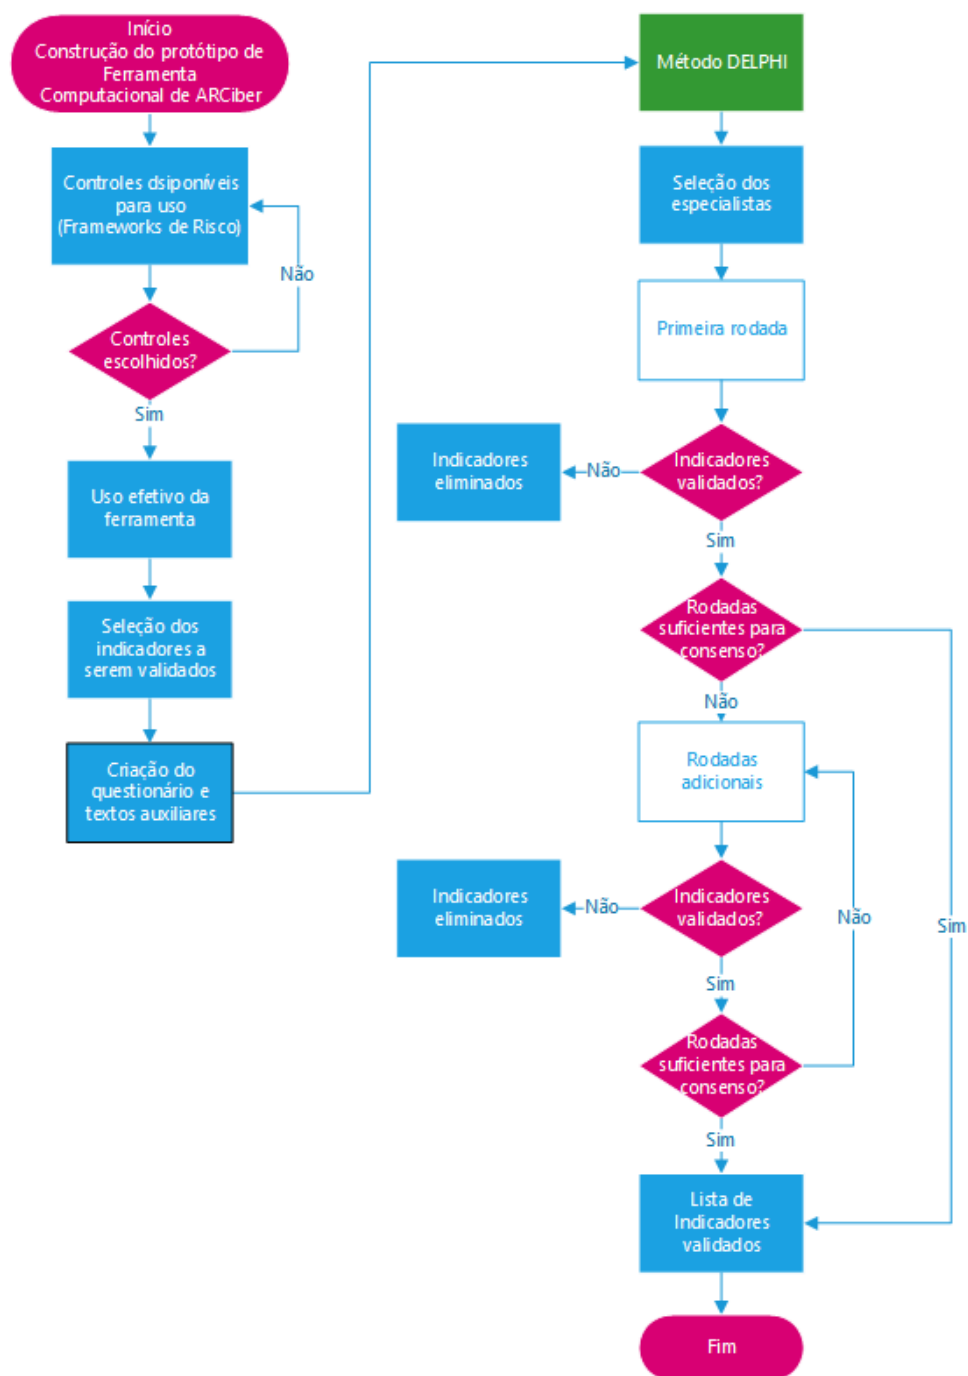 Início
Construção do protótipo de
Ferramenta
Computacional de ARCiber
Controles dsiponíveis
para uso
(Frameworks de Risco)
Não
Controles
escolhidos?
Sim
Uso efetivo da
ferramenta
Seleção dos
indicadores a
serem validados
Criação do
questionário e
textos auxiliares
Método DELPHI
Seleção dos
especialistas
Primeira rodada
Indicadores
validados?
Não
Indicadores
eliminados
Sim
Rodadas
suficientes para
consenso?
Não
Sim
Rodadas
adicionais
Indicadores
validados?
Não
Indicadores
eliminados
Não
Sim
Rodadas
suficientes para
consenso?
Sim
Lista de
Indicadores
validados
Fim